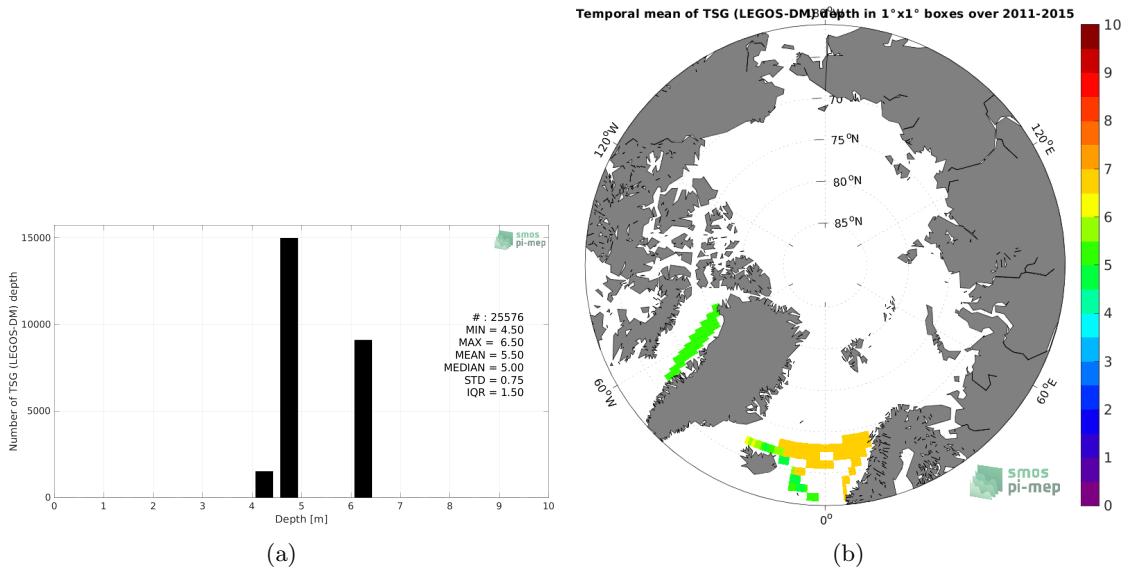 Temporal mean of TSG (LEGOS-DM) depth in 1°x1° boxes over 2011-2015
15000
10000
5000
0
Number of TSG (LEGOS-DM) depth
0 1 2 3 4 5 6 7 8 9 10
Depth [m]
smos
pi-mep
# : 25576
MIN = 4.50
MAX = 6.50
MEAN = 5.50
MEDIAN = 5.00
STD = 0.75
IQR = 1.50
(a)
120°W
60°W
0°
60°E
120°E
70
75°N
80°N
85°N
smos
pi-mep
10
9
8
7
6
5
4
3
2
1
0
(b)